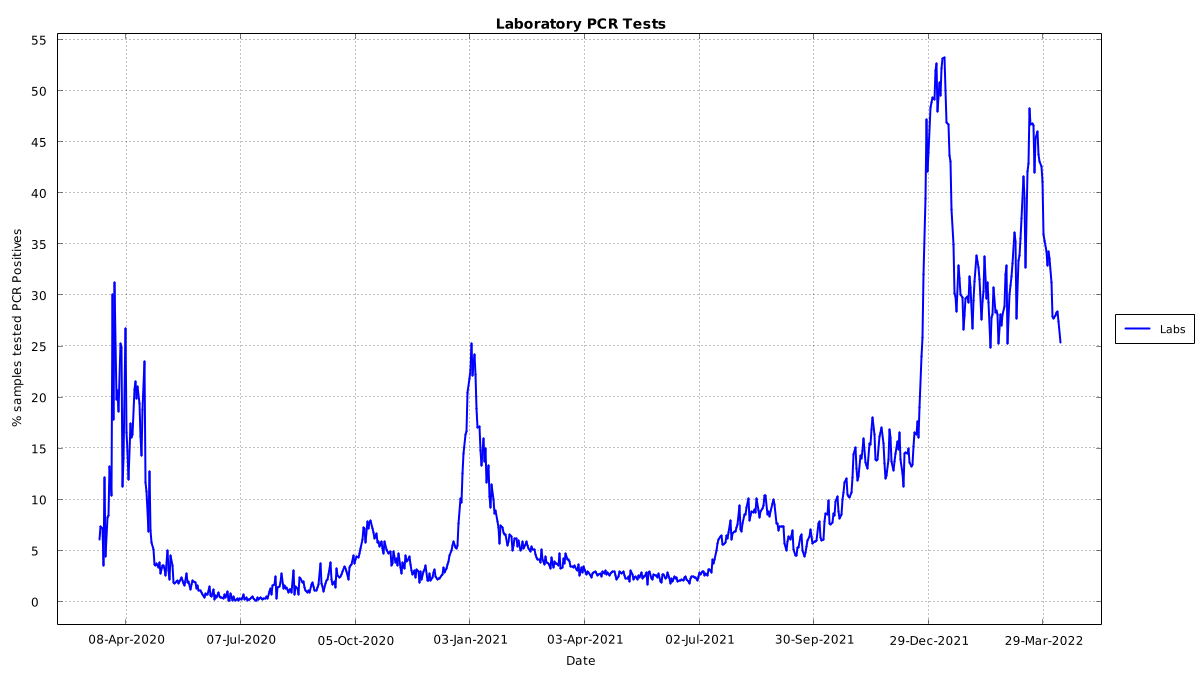 Laboratory PCR Tests
% samples tested PCR Positives
55
50
45
40
35
30
25
20
15
10
5
0
08-Apr-2020 07-Jul-2020 05-Oct-2020 03-Jan-2021 03-Apr-2021 02-Jul-2021 30-Sep-2021 29-Dec-2021 29-Mar-2022
Date
Labs